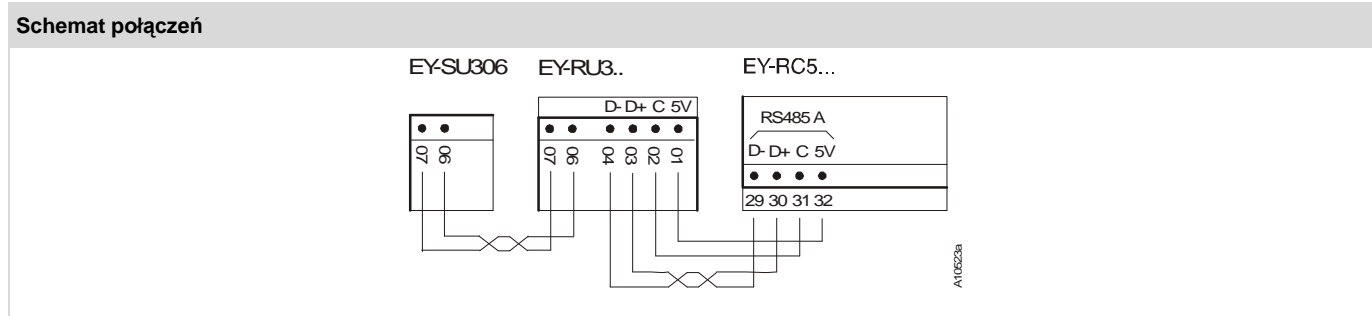 Schemat połączeń
EY-SU306 EY-RU3.. EY-RC5...
D- D+ C 5V
RS485 A
D- D+ C 5V
07 06
07 06 04 03 02 01
29 30 31 32
A10523a